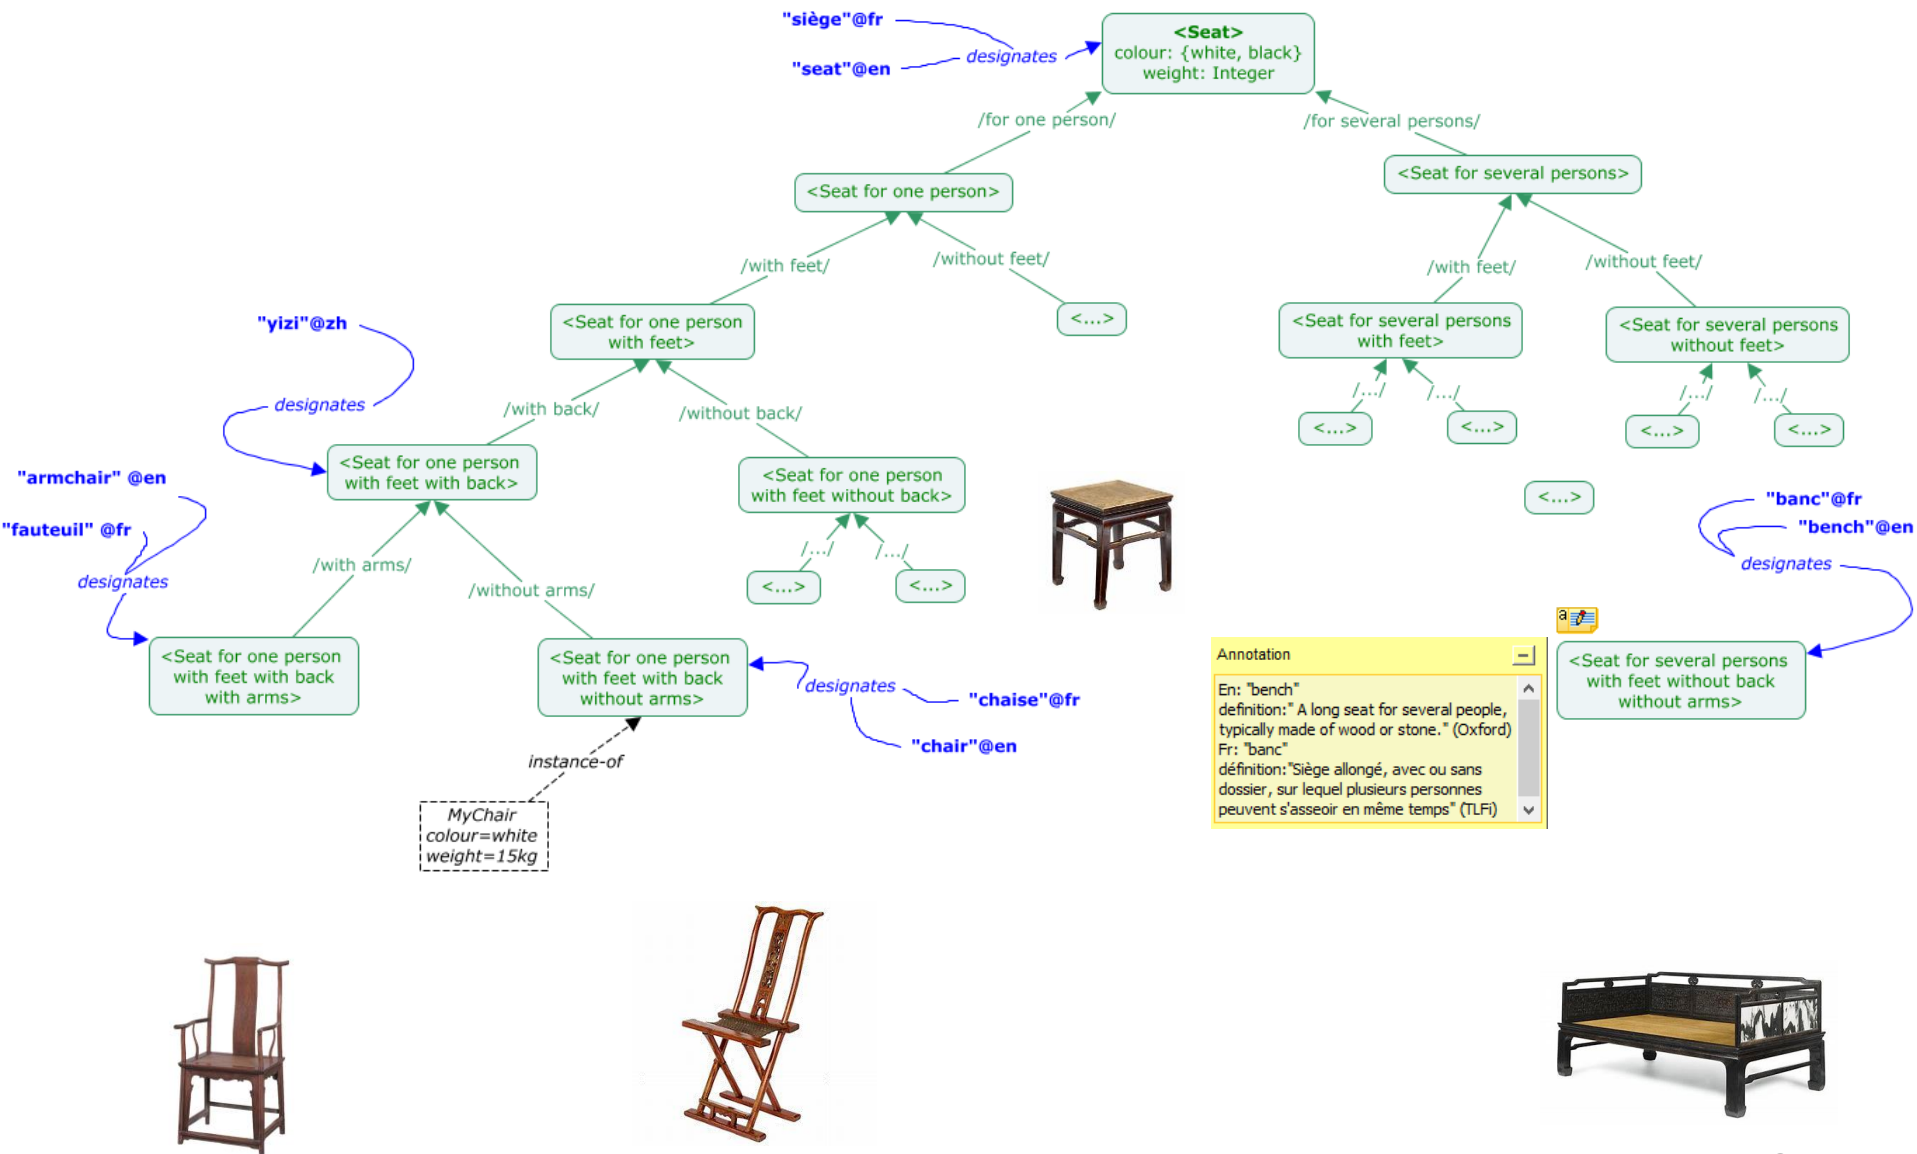 "siège"@fr
"seat"@en
designates
<Seat>
colour: {white, black}
weight: Integer
/for one person/
/for several persons/
<Seat for one person>
<Seat for several persons>
/with feet/
/without feet/
/with feet/
/without feet/
"yizi"@zh
designates
<Seat for one person
with feet>
<...>
<Seat for several persons
with feet>
<Seat for several persons
without feet>
/with back/
/without back/
/.../
/.../
/.../
/.../
<...>
<...>
<...>
<...>
<Seat for one person
with feet with back>
<Seat for one person
with feet without back>
<...>
"armchair" @en
"fauteuil" @fr
designates
/with arms/
/without arms/
/.../
/.../
<...>
<...>
"banc"@fr
"bench"@en
designates
<Seat for one person
with feet with back
with arms>
<Seat for one person
with feet with back
without arms>
designates
"chaise"@fr
"chair"@en
instance-of
MyChair
colour=white
weight=15kg
Annotation
En: "bench"
definition:" A long seat for several people,
typically made of wood or stone." (Oxford)
Fr: "banc"
définition:"Siège allongé, avec ou sans
dossier, sur lequel plusieurs personnes
peuvent s'asseoir en même temps" (TLFi)
a
<Seat for several persons
with feet without back
without arms>